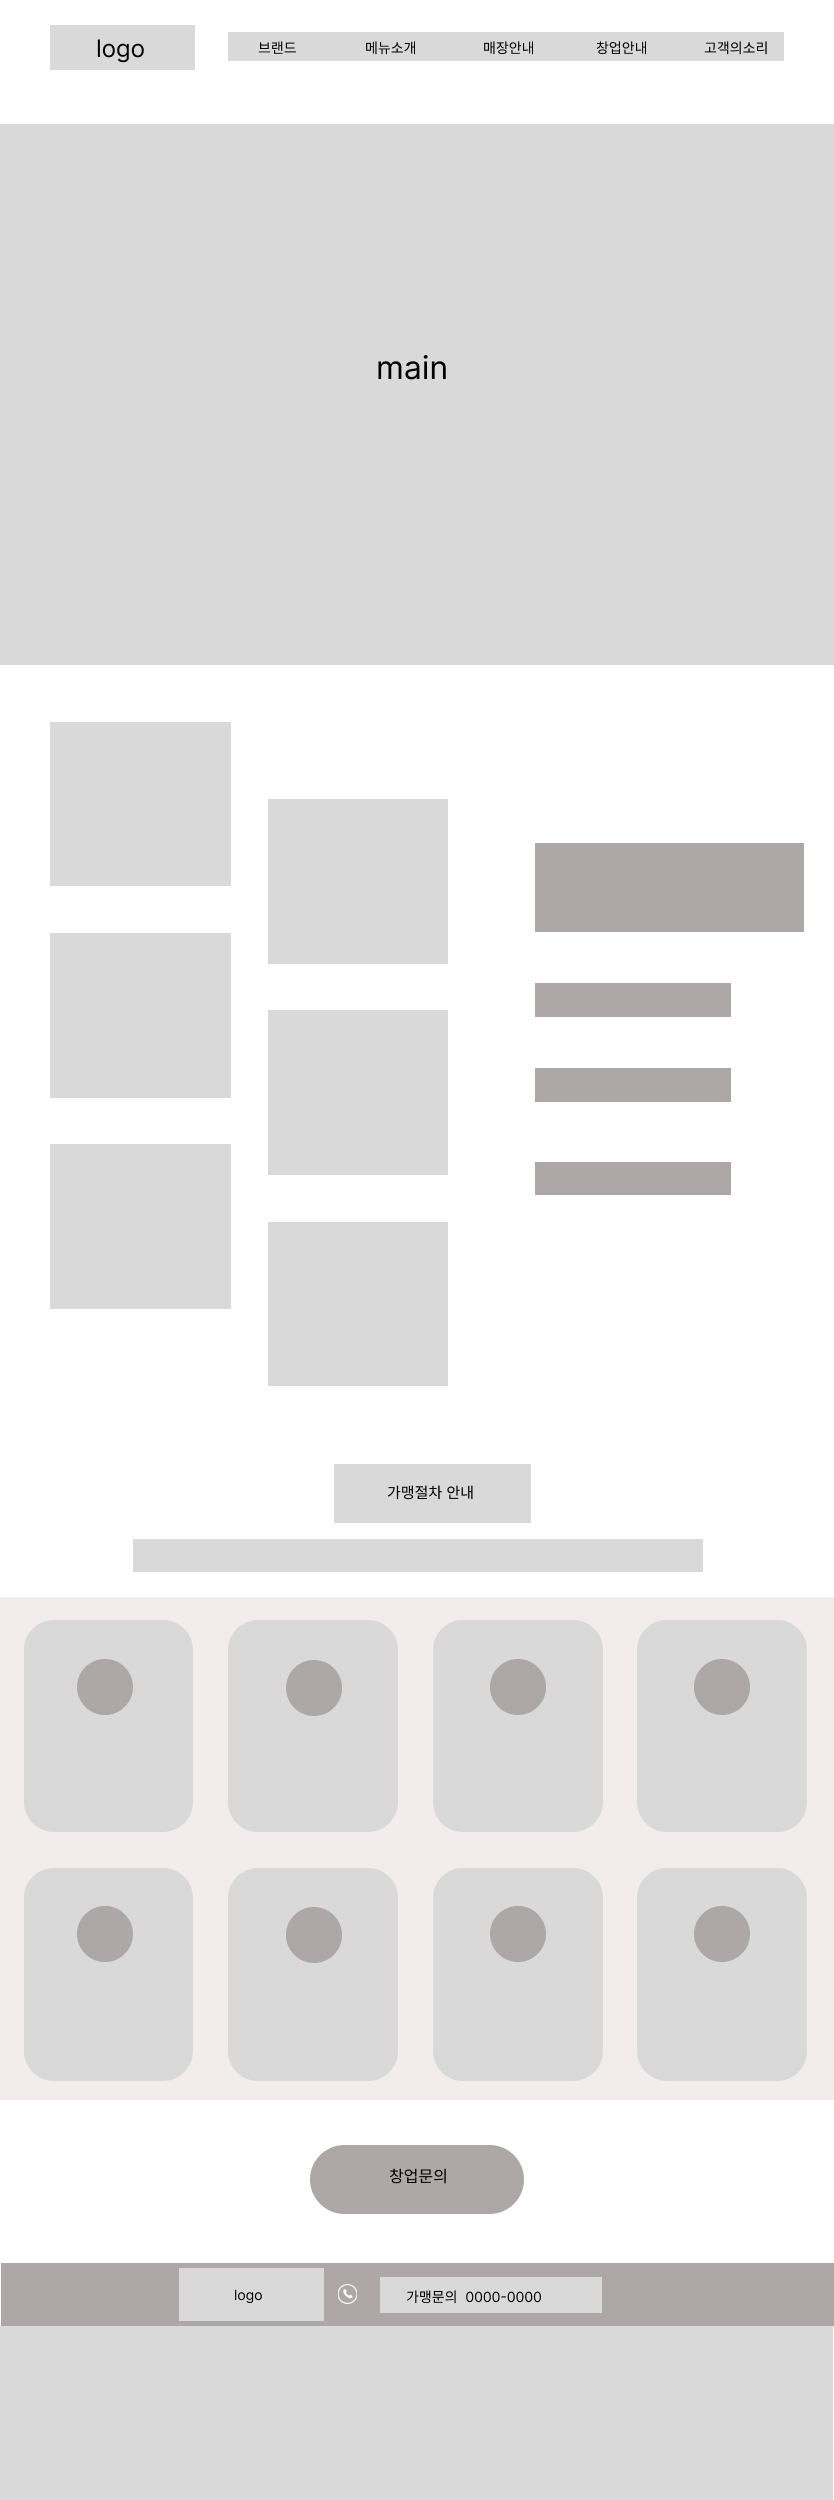 logo
브랜드 메뉴소개 매장안내 창업안내 고객의소리
main
가맹절차 안내
창업문의
logo
가맹문의 0000-0000